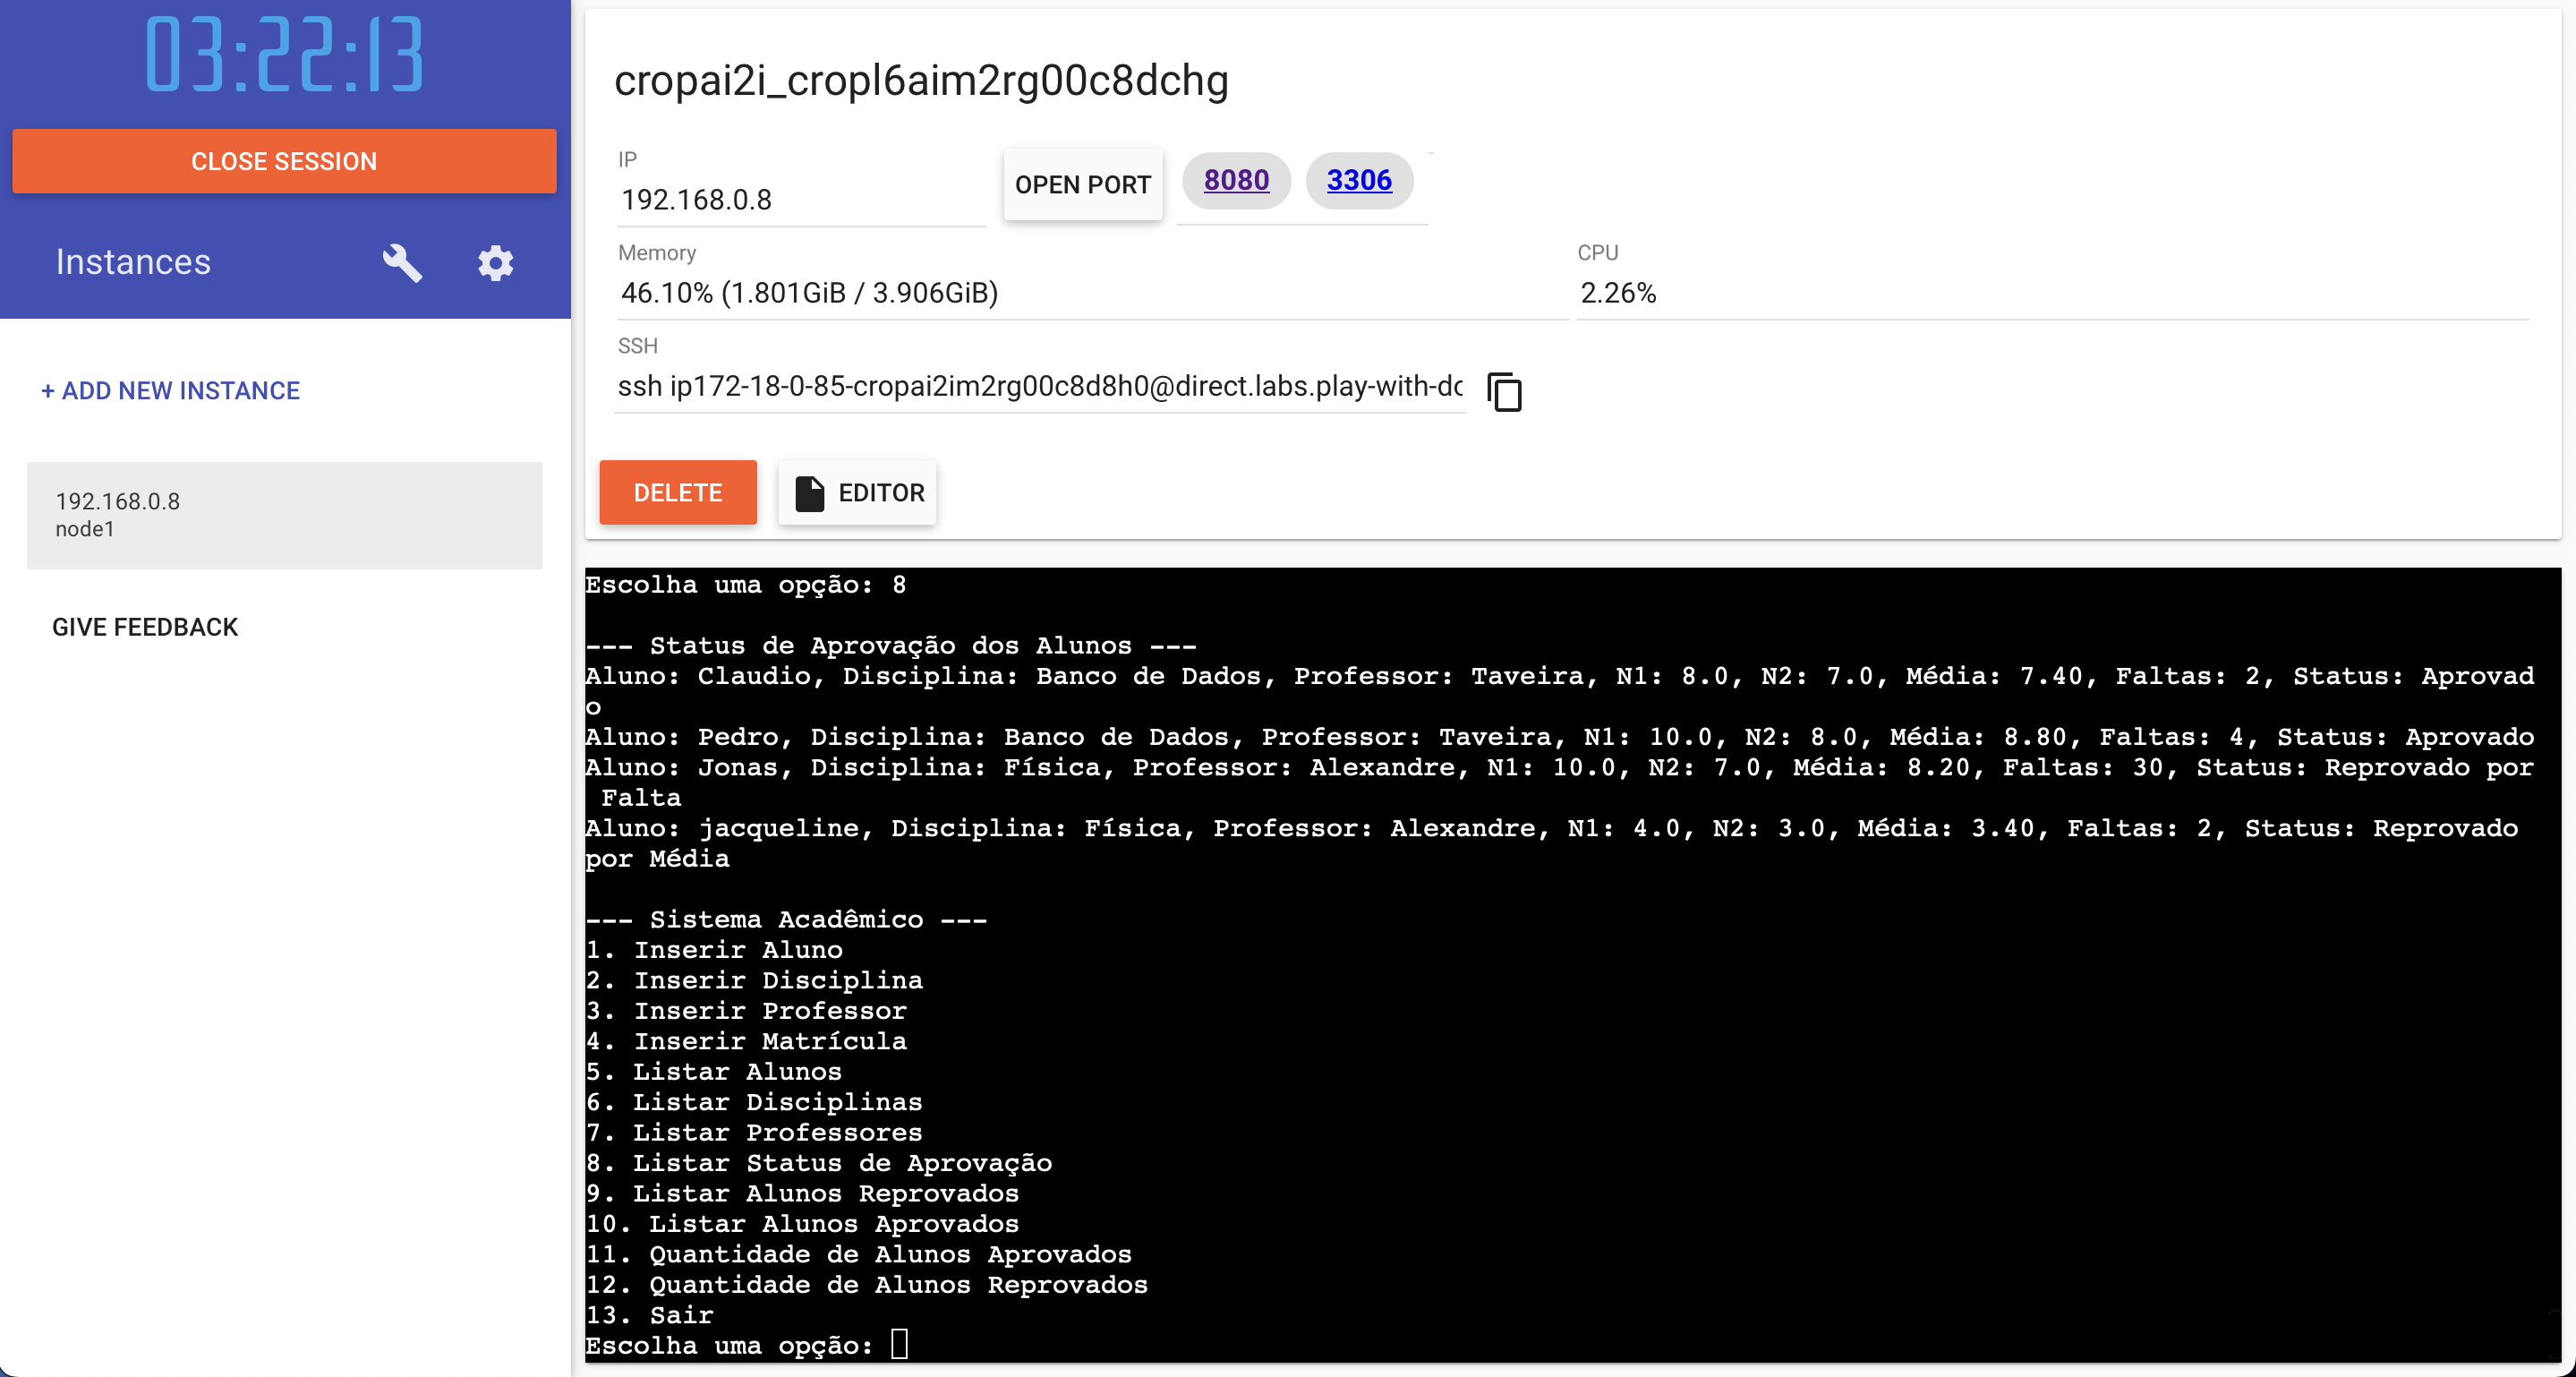 03:22:13
CLOSE SESSION
Instances
+ ADD NEW INSTANCE
192.168.0.8
node1
GIVE FEEDBACK
cropai2i_cropl6aim2rg00c8dchg
IP
192.168.0.8
OPEN PORT
8080
3306
Memory
46.10% (1.801GiB / 3.906GiB)
CPU
2.26%
SSH
ssh ip172-18-0-85-cropai2im2rg00c8d8h0@direct.labs.play-with-dc
DELETE
EDITOR
Escolha uma opção: 8
--- Status de Aprovação dos Alunos ---
Aluno: Claudio, Disciplina: Banco de Dados, Professor: Taveira, N1: 8.0, N2: 7.0, Média: 7.40, Faltas: 2, Status: Aprovad
o
Aluno: Pedro, Disciplina: Banco de Dados, Professor: Taveira, N1: 10.0, N2: 8.0, Média: 8.80, Faltas: 4, Status: Aprovado
Aluno: Jonas, Disciplina: Física, Professor: Alexandre, N1: 10.0, N2: 7.0, Média: 8.20, Faltas: 30, Status: Reprovado por
Falta
Aluno: jacqueline, Disciplina: Física, Professor: Alexandre, N1: 4.0, N2: 3.0, Média: 3.40, Faltas: 2, Status: Reprovado
por Média
--- Sistema Acadêmico ---
1. Inserir Aluno
2. Inserir Disciplina
3. Inserir Professor
4. Inserir Matrícula
5. Listar Alunos
6. Listar Disciplinas
7. Listar Professores
8. Listar Status de Aprovação
9. Listar Alunos Reprovados
10. Listar Alunos Aprovados
11. Quantidade de Alunos Aprovados
12. Quantidade de Alunos Reprovados
13. Sair
Escolha uma opção: